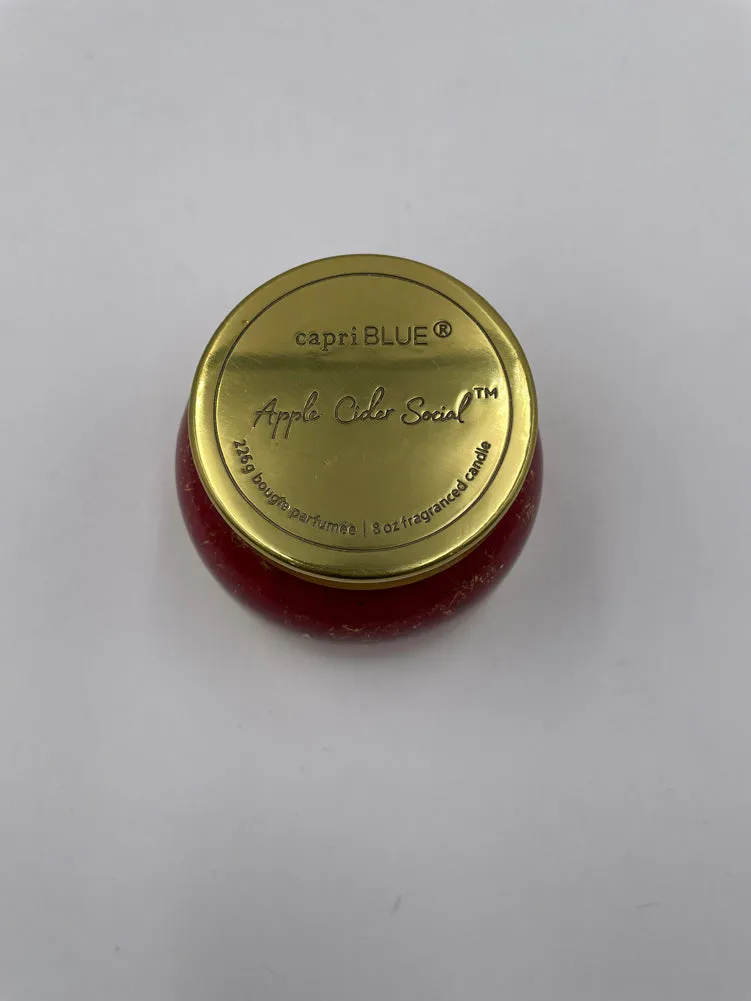 capri BLUE®
Apple Cider Social™
226g bougie parfumée | 8 oz fragranced candle